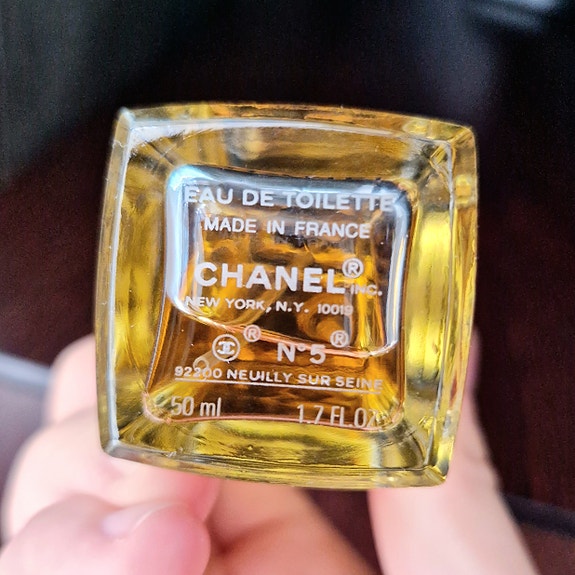 EAU DE TOILETTE
MADE IN FRANCE
CHANEL® INC.
NEW YORK, N.Y. 10019
® N°5 ®
92200 NEUILLY SUR SEINE
50 ml 1.7 FL.OZ